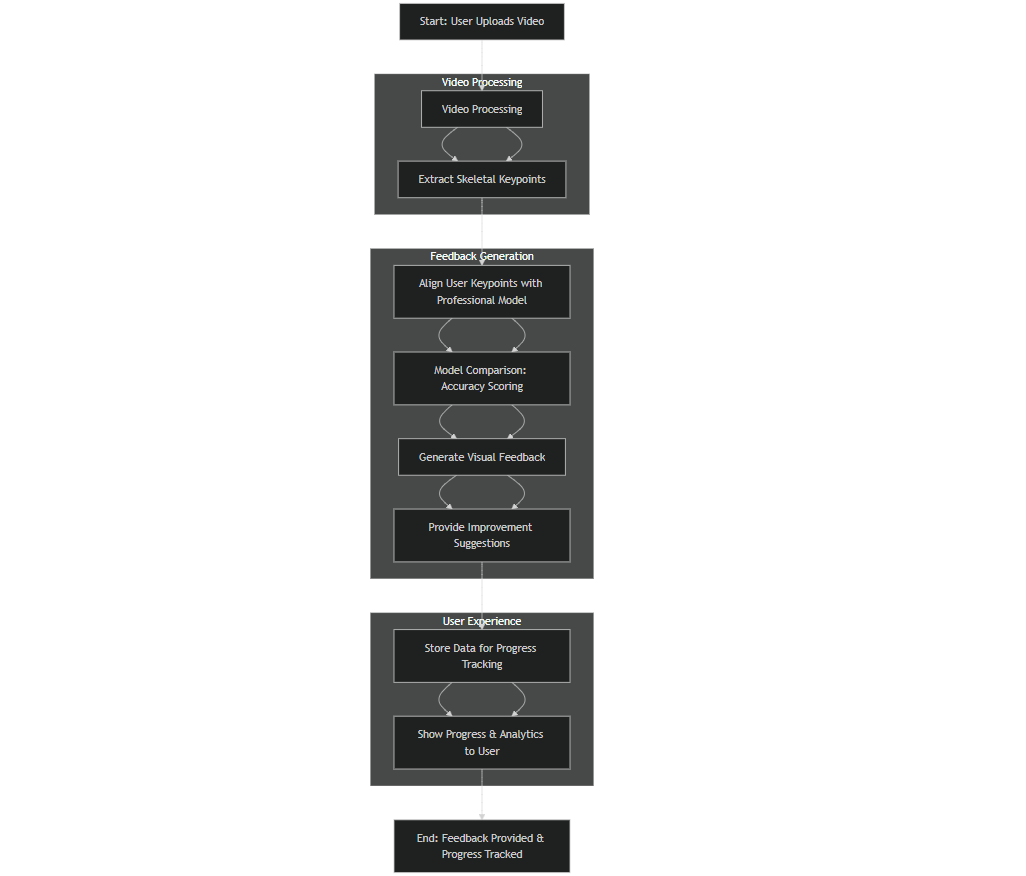 Start: User Uploads Video
Video Processing
Video Processing
Extract Skeletal Keypoints
Feedback Generation
Align User Keypoints with
Professional Model
Model Comparison:
Accuracy Scoring
Generate Visual Feedback
Provide Improvement
Suggestions
User Experience
Store Data for Progress
Tracking
Show Progress & Analytics
to User
End: Feedback Provided &
Progress Tracked